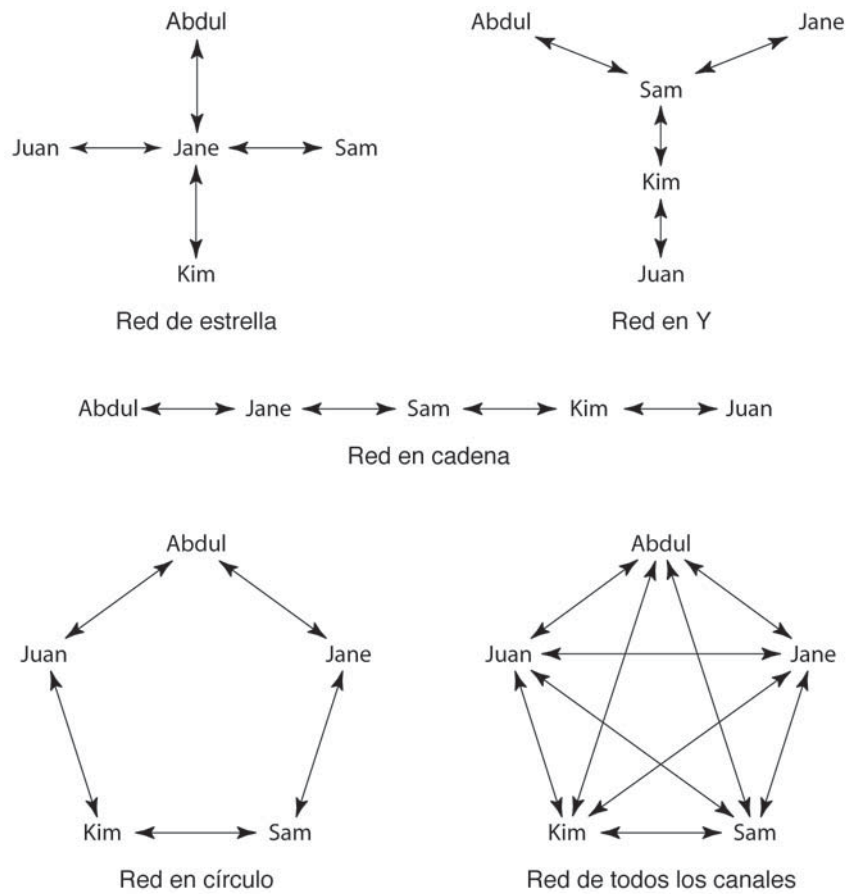 Abdul
Juan Jane Sam
Kim
Red de estrella
Abdul Jane
Sam
Kim
Juan
Red en Y
Abdul Jane Sam Kim Juan
Red en cadena
Abdul
Juan Jane
Kim Sam
Red en círculo
Abdul
Juan Jane
Kim Sam
Red de todos los canales